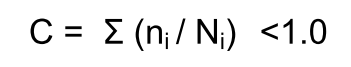 C = Σ (nᵢ / Nᵢ) <1.0